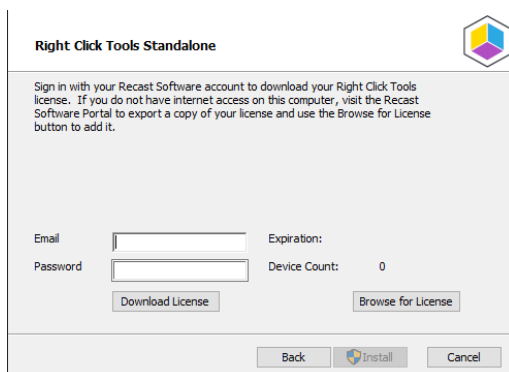 Right Click Tools Standalone
Sign in with your Recast Software account to download your Right Click Tools
license. If you do not have internet access on this computer, visit the Recast
Software Portal to export a copy of your license and use the Browse for License
button to add it.
Email
Expiration:
Password
Device Count: 0
Download License
Browse for License
Back
Install
Cancel